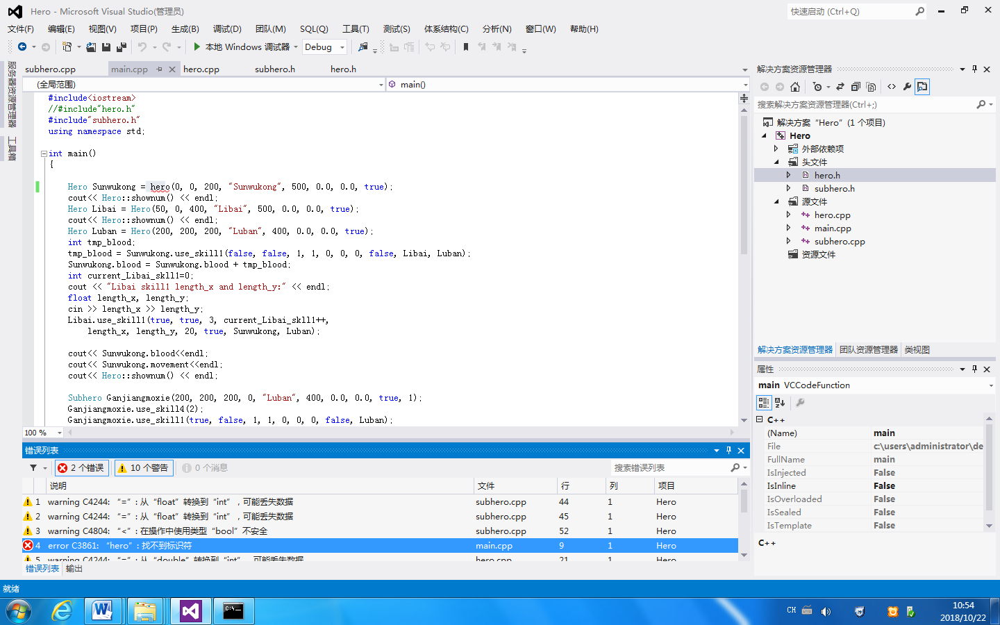 Hero - Microsoft Visual Studio(管理员)
快速启动 (Ctrl+Q)
文件(F) 编辑(E) 视图(V) 项目(P) 生成(B) 调试(D) 团队(M) SQL(Q) 工具(T) 测试(S) 体系结构(C) 分析(N) 窗口(W) 帮助(H)
本地 Windows 调试器 Debug
服务器资源管理器
工具箱
subhero.cpp main.cpp hero.cpp subhero.h hero.h
(全局范围) main()
#include<iostream>
//#include"hero.h"
#include"subhero.h"
using namespace std;
int main()
{
Hero Sunwukong = hero(0, 0, 200, "Sunwukong", 500, 0.0, 0.0, true);
cout<< Hero::shownum() << endl;
Hero Libai = Hero(50, 0, 400, "Libai", 500, 0.0, 0.0, true);
cout<< Hero::shownum() << endl;
Hero Luban = Hero(200, 200, 200, "Luban", 400, 0.0, 0.0, true);
int tmp_blood;
tmp_blood = Sunwukong.use_skill1(false, false, 1, 1, 0, 0, 0, false, Libai, Luban);
Sunwukong.blood = Sunwukong.blood + tmp_blood;
int current_Libai_skll1=0;
cout << "Libai skill1 length_x and length_y:" << endl;
float length_x, length_y;
cin >> length_x >> length_y;
Libai.use_skill1(true, true, 3, current_Libai_skll1++,
length_x, length_y, 20, true, Sunwukong, Luban);
cout<< Sunwukong.blood<<endl;
cout<< Sunwukong.movement<<endl;
cout<< Hero::shownum() << endl;
Subhero Ganjiangmoxie(200, 200, 200, 0, "Luban", 400, 0.0, 0.0, true, 1);
Ganjiangmoxie.use_skill4(2);
Ganjiangmoxie.use_skill1(true, false, 1, 1, 0, 0, 0, false, Luban);
100 %
错误列表
2 个错误 10 个警告 0 个消息 搜索错误列表
说明 文件 行 列 项目
1 warning C4244: “=”: 从“float”转换到“int”，可能丢失数据 subhero.cpp 44 1 Hero
2 warning C4244: “=”: 从“float”转换到“int”，可能丢失数据 subhero.cpp 45 1 Hero
3 warning C4804: “<”: 在操作中使用类型“bool”不安全 subhero.cpp 52 1 Hero
4 error C3861: “hero”: 找不到标识符 main.cpp 9 1 Hero
5 warning C4244: “=”: 从“double”转换到“int”，可能丢失数据 hero.cpp 21 1 Hero
错误列表 输出
解决方案资源管理器
搜索解决方案资源管理器(Ctrl+;)
解决方案“Hero”(1 个项目)
Hero
外部依赖项
头文件
hero.h
subhero.h
源文件
hero.cpp
main.cpp
subhero.cpp
资源文件
解决方案资源管理器 团队资源管理器 类视图
属性
main VCCodeFunction
C++
(Name) main
File c:\users\administrator\de
FullName main
IsInjected False
IsInline False
IsOverloaded False
IsSealed False
IsTemplate False
C++
就绪
CH
10:54
2018/10/22